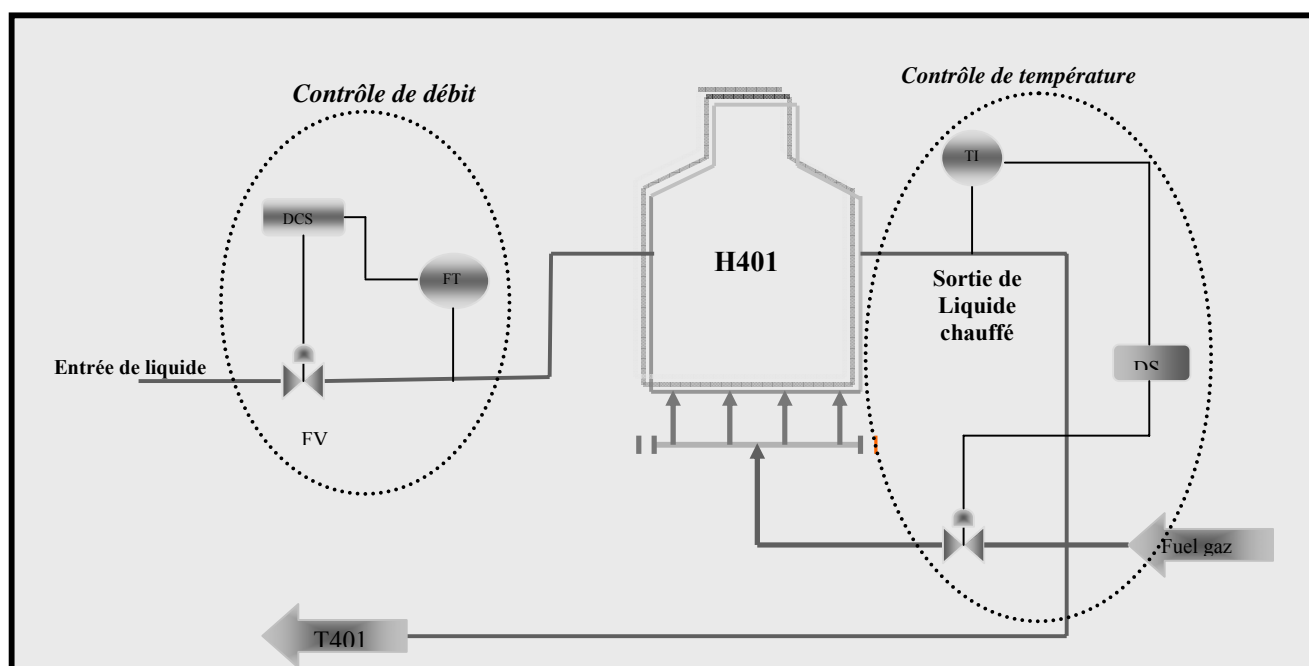 Contrôle de débit
Contrôle de température
TI
DCS
H401
FT
Sortie de
Liquide
chauffé
Entrée de liquide
DS
FV
Fuel gaz
T401